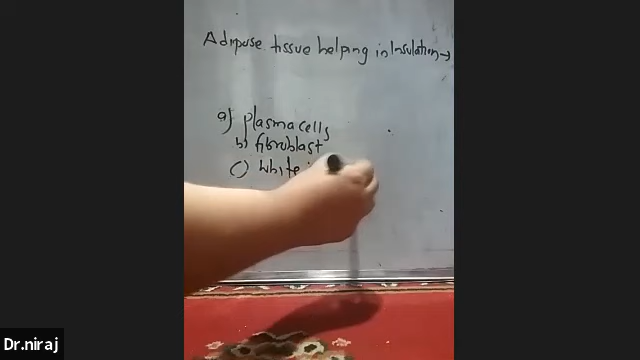 Adipose tissue helping in Insulation→
a) plasma cells
b) fibroblast
c) white
Dr.niraj